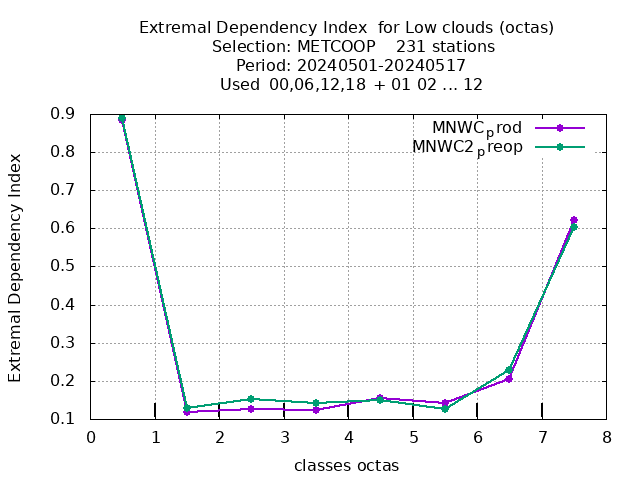 Extremal Dependency Index  for Low clouds (octas)
Selection: METCOOP    231 stations
Period: 20240501-20240517
Used  00,06,12,18 + 01 02 ... 12
MNWCprod
MNWC2preop
Extremal Dependency Index
0.9
0.8
0.7
0.6
0.5
0.4
0.3
0.2
0.1
0 1 2 3 4 5 6 7 8
classes octas